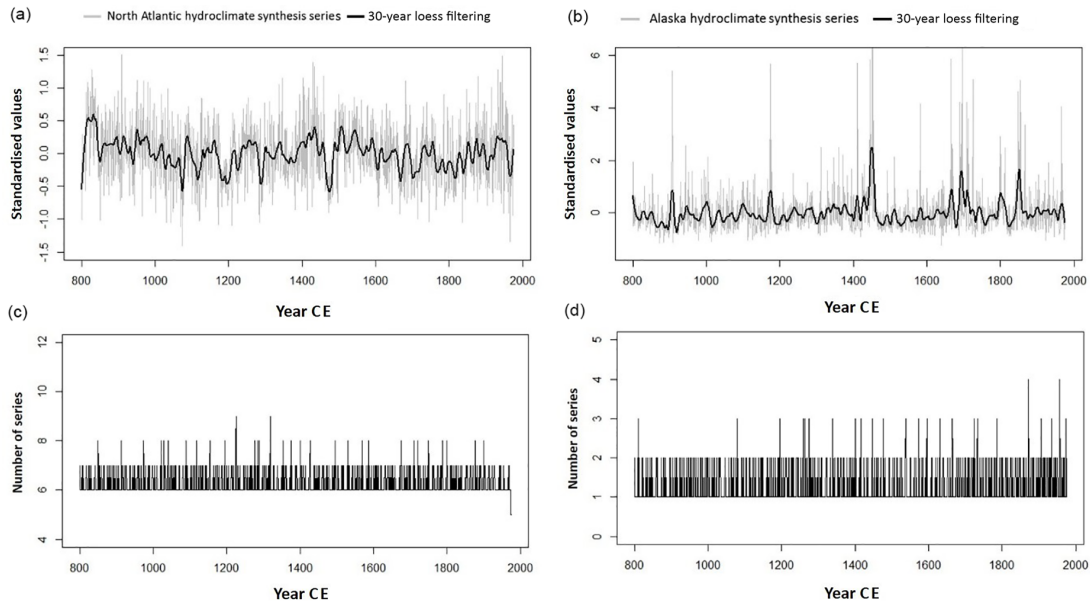 (a)
North Atlantic hydroclimate synthesis series
30-year loess filtering
Standardised values
1.5
1.0
0.5
0.0
-0.5
-1.0
-1.5
800 1000 1200 1400 1600 1800 2000
Year CE
(b)
Alaska hydroclimate synthesis series
30-year loess filtering
Standardised values
6
4
2
0
800 1000 1200 1400 1600 1800 2000
Year CE
(c)
Number of series
12
10
8
6
4
800 1000 1200 1400 1600 1800 2000
Year CE
(d)
Number of series
5
4
3
2
1
0
800 1000 1200 1400 1600 1800 2000
Year CE